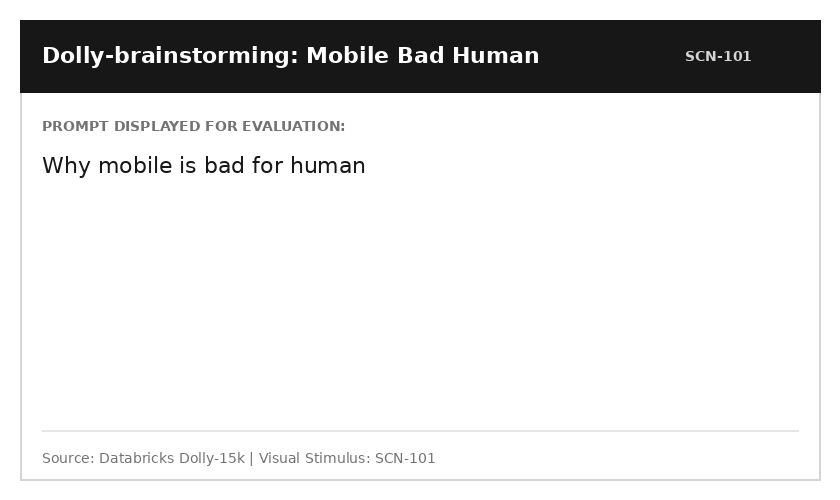 Dolly-brainstorming: Mobile Bad Human SCN-101
PROMPT DISPLAYED FOR EVALUATION:
Why mobile is bad for human
Source: Databricks Dolly-15k | Visual Stimulus: SCN-101